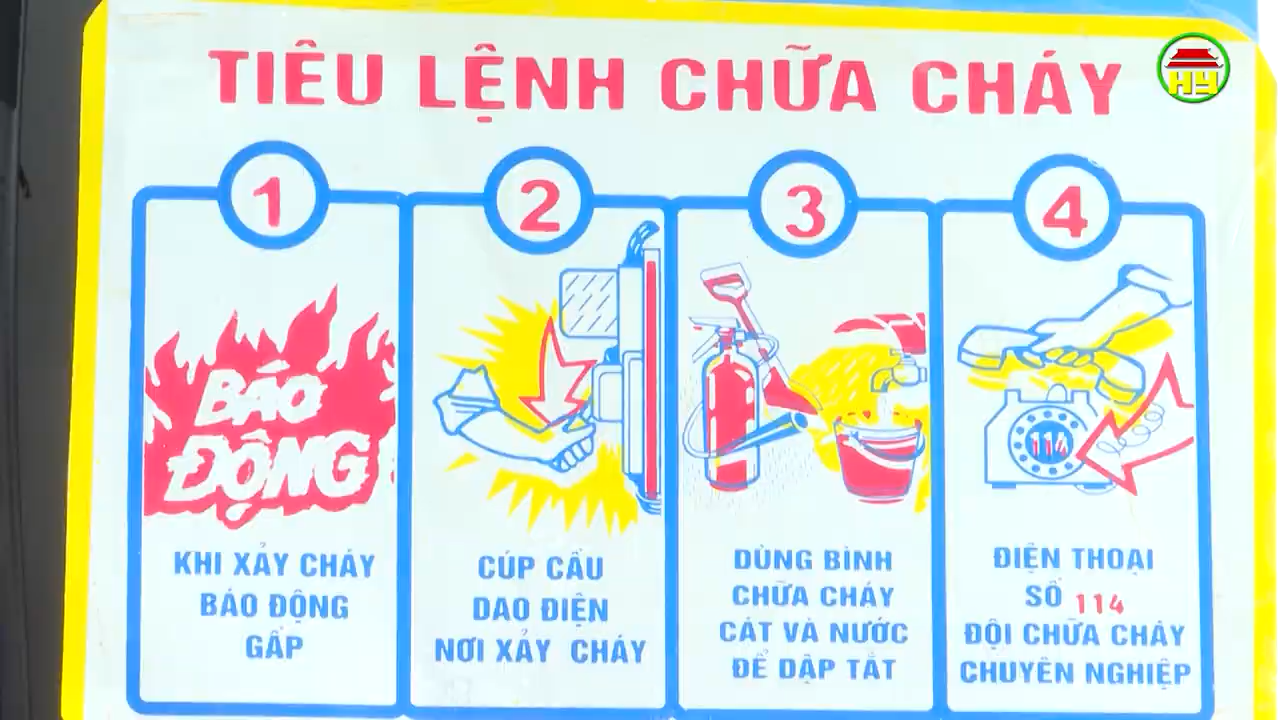 TIÊU LỆNH CHỮA CHÁY
HY
1
2
3
4
BÁO
ĐỘNG
114
KHI XẢY CHÁY
BÁO ĐỘNG
GẤP
CÚP CẦU
DAO ĐIỆN
NƠI XẢY CHÁY
DÙNG BÌNH
CHỮA CHÁY
CÁT VÀ NƯỚC
ĐỂ DẬP TẮT
ĐIỆN THOẠI
SỐ 114
ĐỘI CHỮA CHÁY
CHUYÊN NGHIỆP